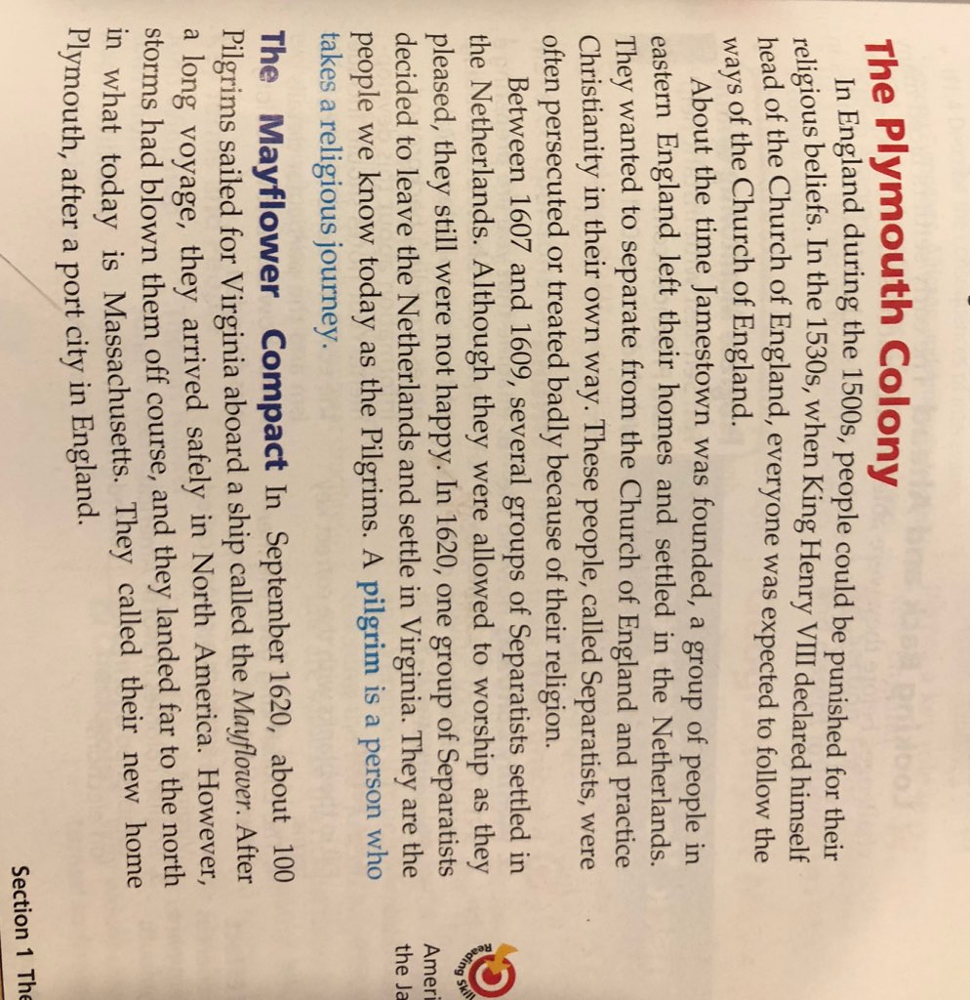 The Plymouth Colony
In England during the 1500s, people could be punished for their
religious beliefs. In the 1530s, when King Henry VIII declared himself
head of the Church of England, everyone was expected to follow the
ways of the Church of England.
About the time Jamestown was founded, a group of people in
eastern England left their homes and settled in the Netherlands.
They wanted to separate from the Church of England and practice
Christianity in their own way. These people, called Separatists, were
often persecuted or treated badly because of their religion.
Between 1607 and 1609, several groups of Separatists settled in
the Netherlands. Although they were allowed to worship as they
pleased, they still were not happy. In 1620, one group of Separatists
decided to leave the Netherlands and settle in Virginia. They are the
people we know today as the Pilgrims. A pilgrim is a person who
takes a religious journey.
The Mayflower Compact In September 1620, about 100
Pilgrims sailed for Virginia aboard a ship called the Mayflower. After
a long voyage, they arrived safely in North America. However,
storms had blown them off course, and they landed far to the north
in what today is Massachusetts. They called their new home
Plymouth, after a port city in England.
Reading Skill
Ameri
the Ja
Section 1 The